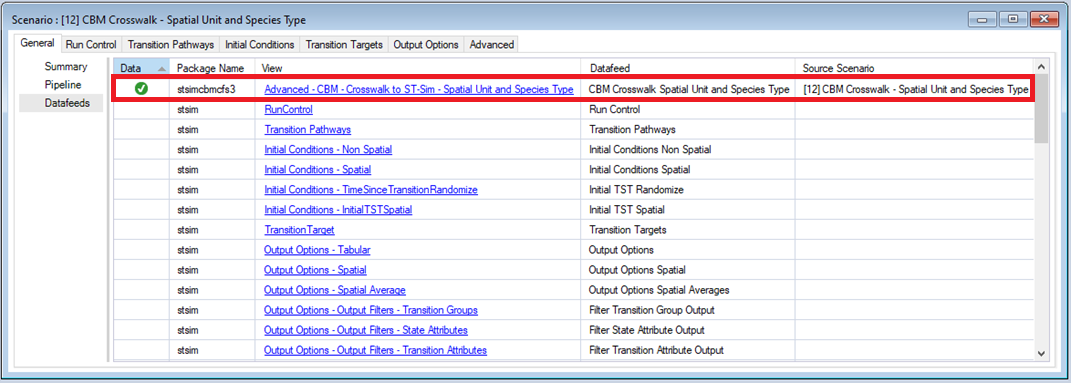 Scenario : [12] CBM Crosswalk - Spatial Unit and Species Type
General Run Control Transition Pathways Initial Conditions Transition Targets Output Options Advanced
Summary
Pipeline
Datafeeds
Data Package Name View Datafeed Source Scenario
stsimcbmcfs3 Advanced - CBM - Crosswalk to ST-Sim - Spatial Unit and Species Type CBM Crosswalk Spatial Unit and Species Type [12] CBM Crosswalk - Spatial Unit and Species Type
stsim RunControl Run Control
stsim Transition Pathways Transition Pathways
stsim Initial Conditions - Non Spatial Initial Conditions Non Spatial
stsim Initial Conditions - Spatial Initial Conditions Spatial
stsim Initial Conditions - TimeSinceTransitionRandomize Initial TST Randomize
stsim Initial Conditions - InitialTSTSpatial Initial TST Spatial
stsim TransitionTarget Transition Targets
stsim Output Options - Tabular Output Options
stsim Output Options - Spatial Output Options Spatial
stsim Output Options - Spatial Average Output Options Spatial Averages
stsim Output Options - Output Filters - Transition Groups Filter Transition Group Output
stsim Output Options - Output Filters - State Attributes Filter State Attribute Output
stsim Output Options - Output Filters - Transition Attributes Filter Transition Attribute Output